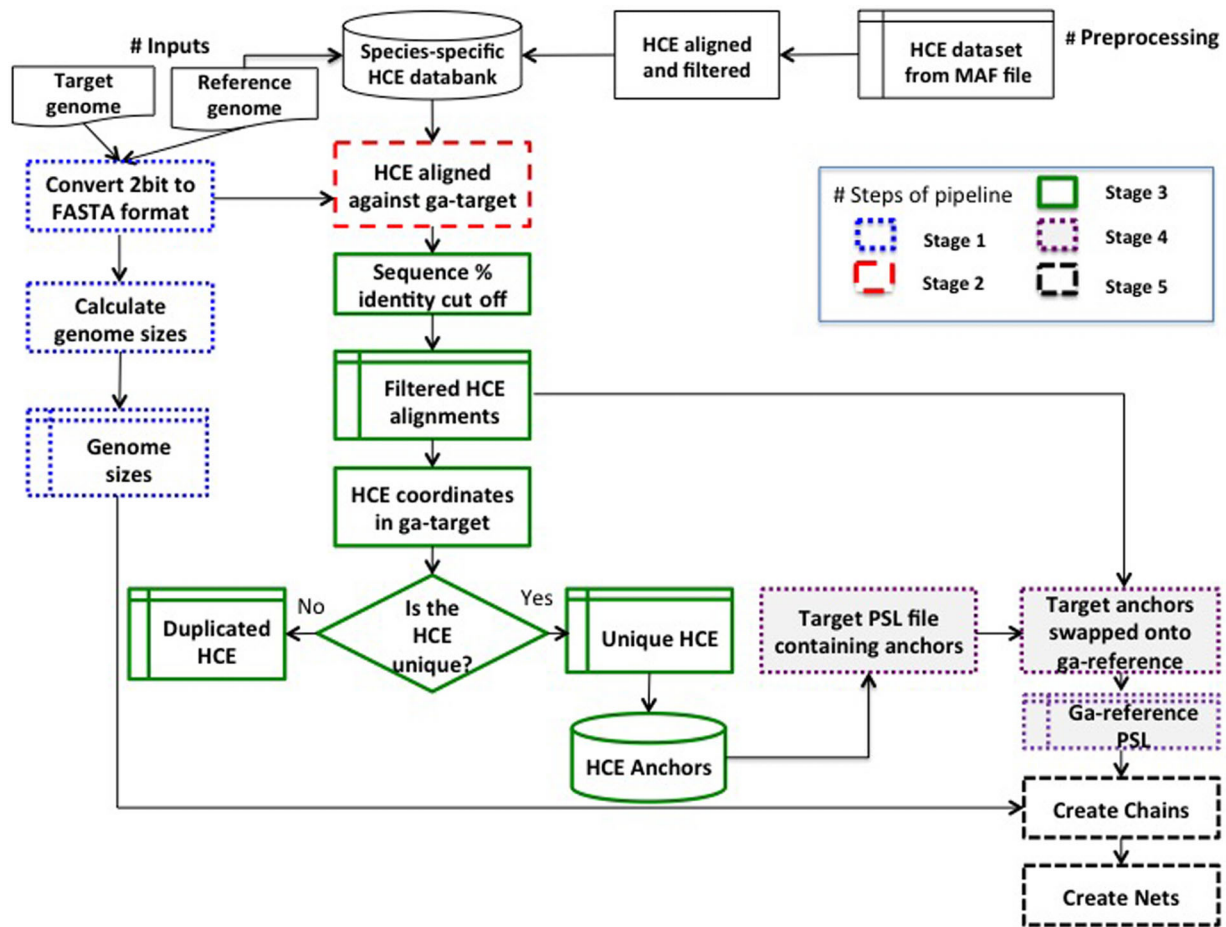 # Inputs
Target
genome
Reference
genome
Species-specific
HCE databank
HCE aligned
and filtered
HCE dataset
from MAF file
# Preprocessing
Convert 2bit to
FASTA format
HCE aligned
against ga-target
# Steps of pipeline
Stage 1
Stage 2
Stage 3
Stage 4
Stage 5
Calculate
genome sizes
Sequence %
identity cut off
Genome
sizes
Filtered HCE
alignments
HCE coordinates
in ga-target
Is the
HCE
unique?
No
Yes
Duplicated
HCE
Unique HCE
HCE Anchors
Target PSL file
containing anchors
Target anchors
swapped onto
ga-reference
Ga-reference
PSL
Create Chains
Create Nets